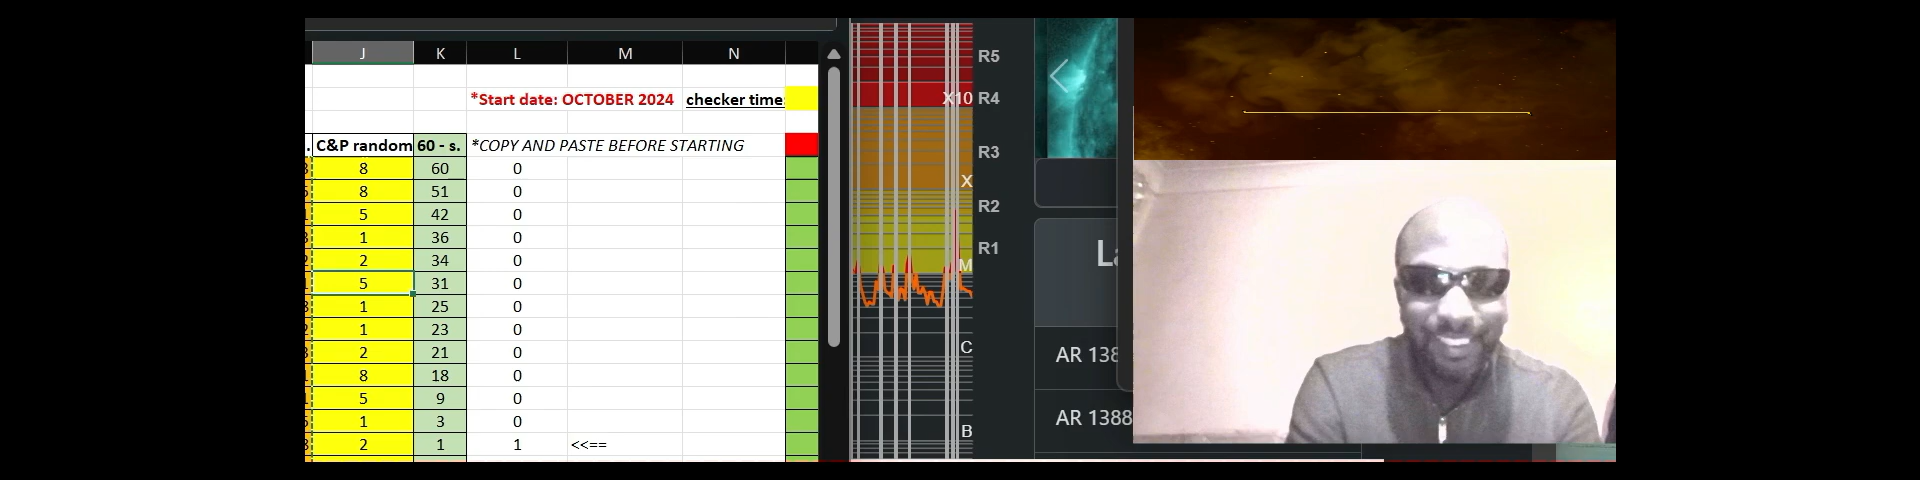 J K L M N
*Start date: OCTOBER 2024 checker time:
. C&P random 60 - s. *COPY AND PASTE BEFORE STARTING
8 60 0
8 51 0
5 42 0
1 36 0
2 34 0
5 31 0
1 25 0
1 23 0
2 21 0
8 18 0
5 9 0
1 3 0
2 1 1 <<==
R5
X10 R4
R3
X
R2
R1
M
C
B
La
AR 138
AR 1388